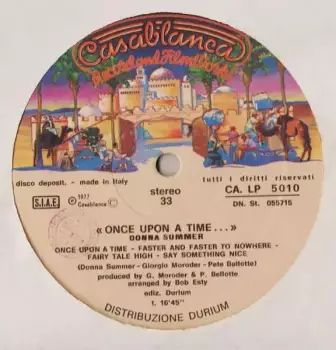 Casablanca
Record and FilmWorks
disco deposit. - made in Italy
stereo
33
tutti i diritti riservati
CA. LP 5010
DN. St. 055715
S.I.A.E.
1977
Casablanca ©
« ONCE UPON A TIME... »
DONNA SUMMER
ONCE UPON A TIME - FASTER AND FASTER TO NOWHERE -
FAIRY TALE HIGH - SAY SOMETHING NICE
(Donna Summer - Giorgio Moroder - Pete Bellotte)
produced by G. Moroder & P. Bellotte
arranged by Bob Esty
ediz. Durium
t. 16'45"
DISTRIBUZIONE DURIUM